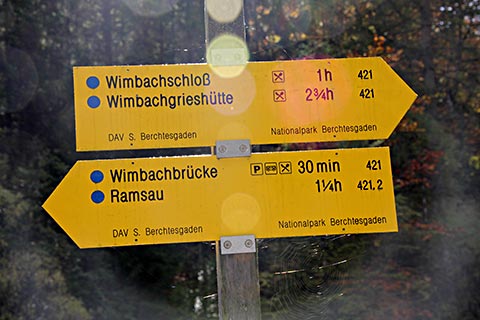 Wimbachschloß 1h 421
Wimbachgrieshütte 2¾h 421
DAV S. Berchtesgaden Nationalpark Berchtesgaden
Wimbachbrücke P 30 min 421
Ramsau 1¼h 421, 2
DAV S. Berchtesgaden Nationalpark Berchtesgaden